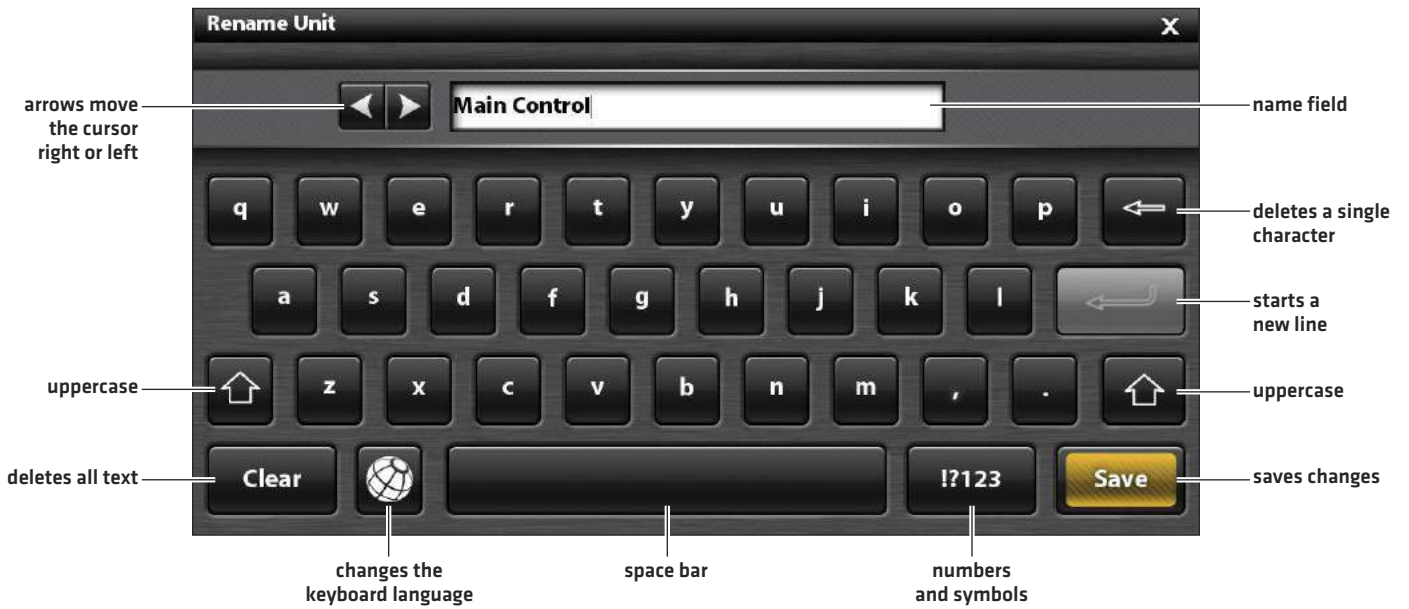 Rename Unit X
arrows move
the cursor
right or left
Main Control
name field
q w e r t y u i o p
deletes a single
character
a s d f g h j k l
starts a
new line
uppercase
z x c v b n m , .
uppercase
deletes all text
Clear !?123 Save
saves changes
changes the
keyboard language
space bar
numbers
and symbols